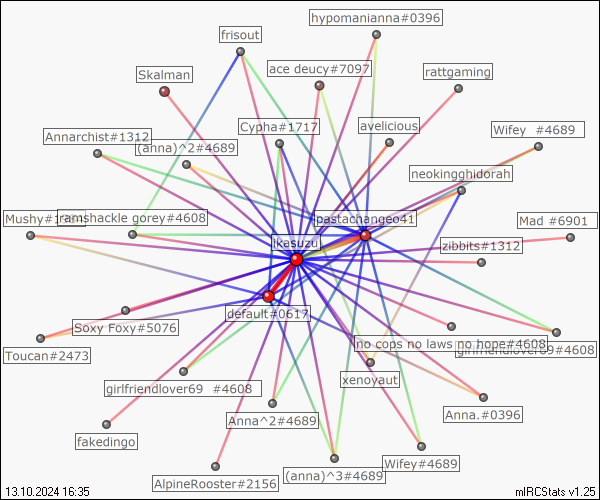 hypomanianna#0396
frisout
ace deucy#7097
rattgaming
Skalman
Cypha#1717
avelicious
Wifey #4689
Annarchist#1312
(anna)^2#4689
neokingghidorah
Mushy#1
ramshackle gorey#4608
pastachangeo41
Mad #6901
ikasuzu
zibbits#1312
default#0617
Soxy Foxy#5076
no cops no laws no hope#4608
girlfriendlover69#4608
Toucan#2473
xenoyaut
girlfriendlover69 #4608
Anna^2#4689
Anna.#0396
fakedingo
Wifey#4689
(anna)^3#4689
AlpineRooster#2156
13.10.2024 16:35
mIRCStats v1.25